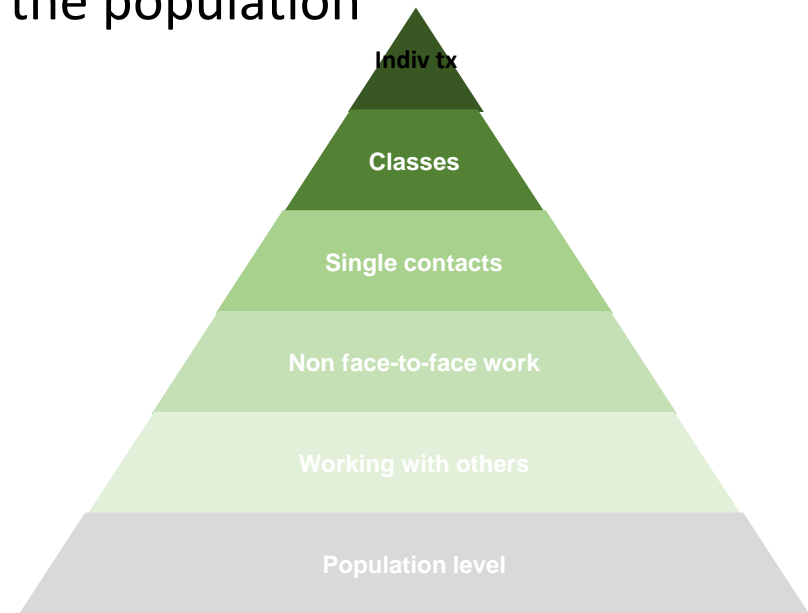 the population
Indiv tx
Classes
Single contacts
Non face-to-face work
Working with others
Population level